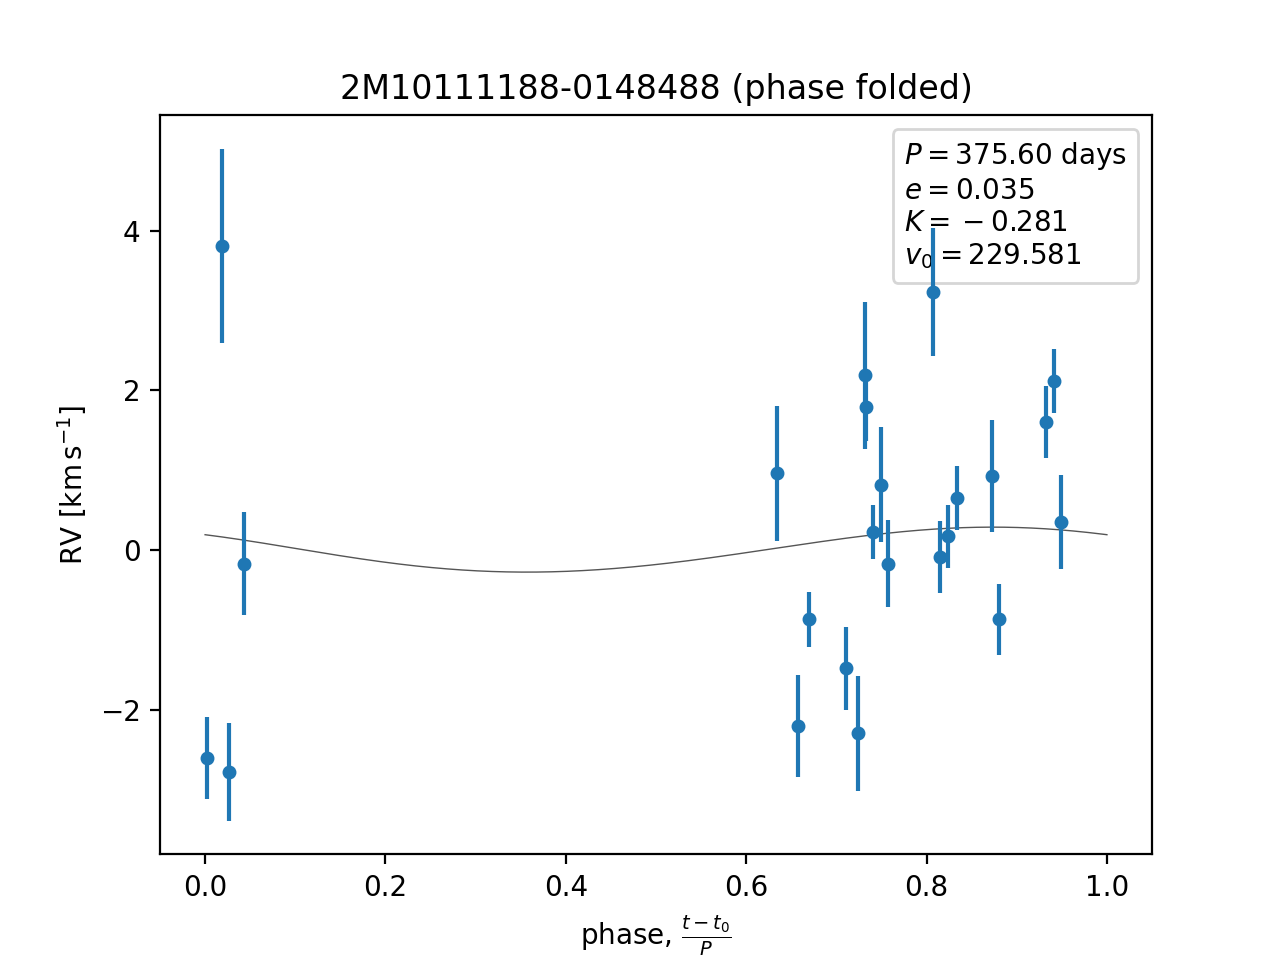 2M10111188-0148488 (phase folded)
P = 375.60 days
e = 0.035
K = −0.281
v₀ = 229.581
RV [km s⁻¹]
4
2
0
−2
0.0 0.2 0.4 0.6 0.8 1.0
phase, (t − t₀)/P